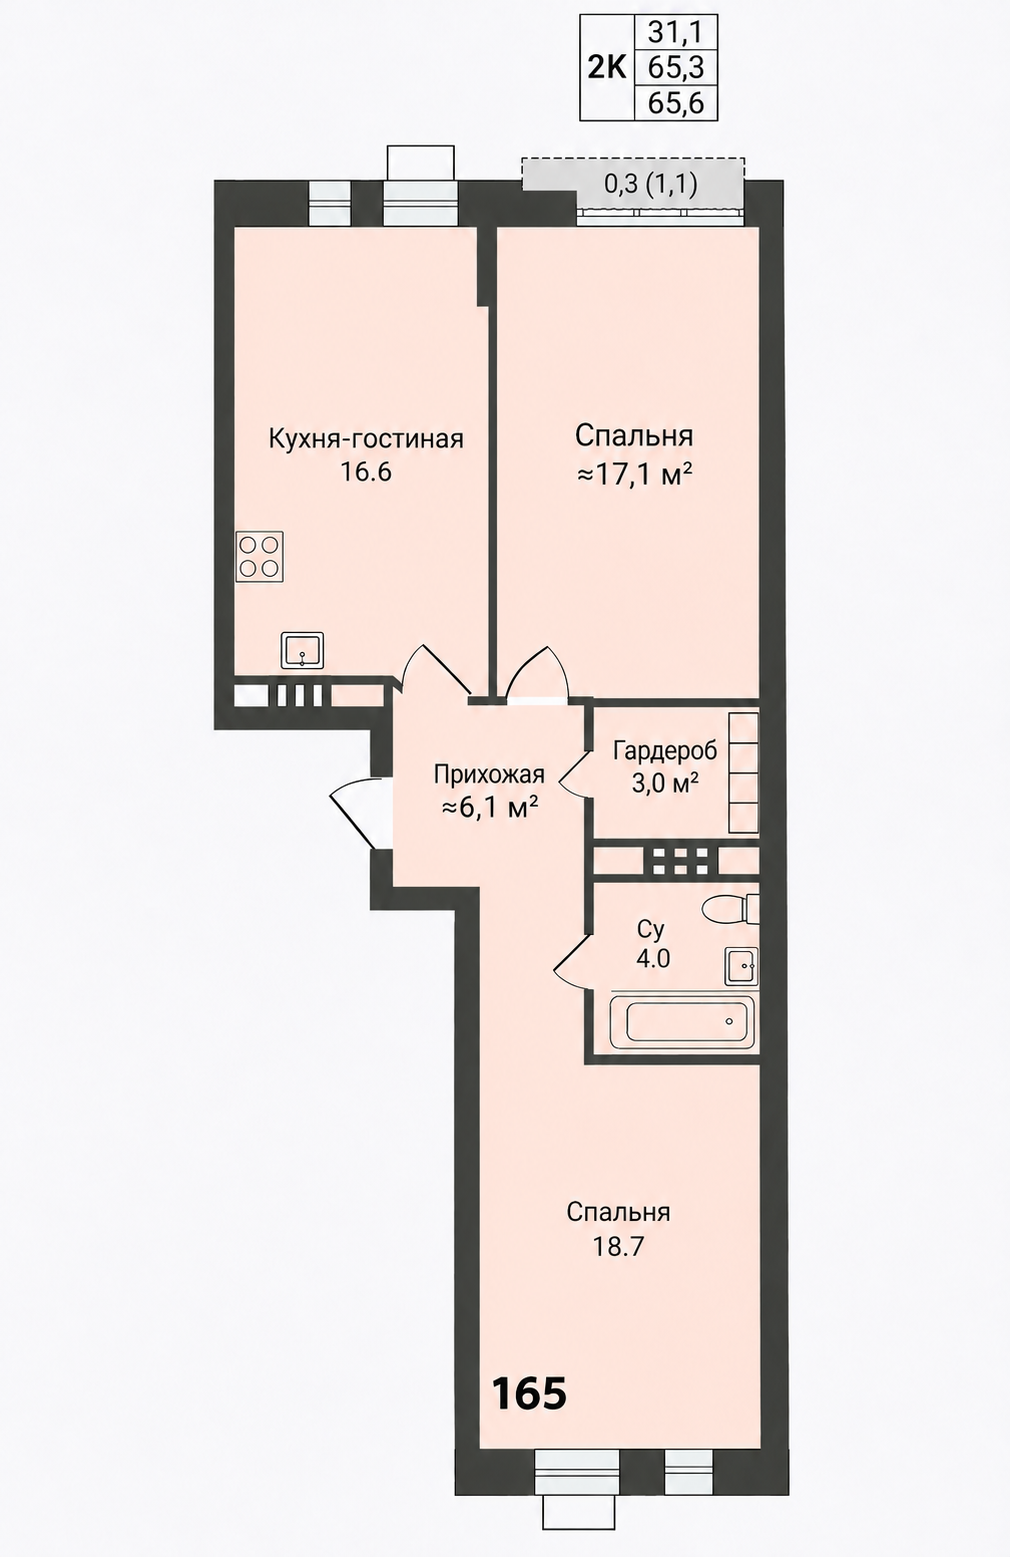 2К
31,1
65,3
65,6
0,3 (1,1)
Кухня-гостиная
16.6
Спальня
≈17,1 м²
Прихожая
≈6,1 м²
Гардероб
3,0 м²
Су
4.0
Спальня
18.7
165